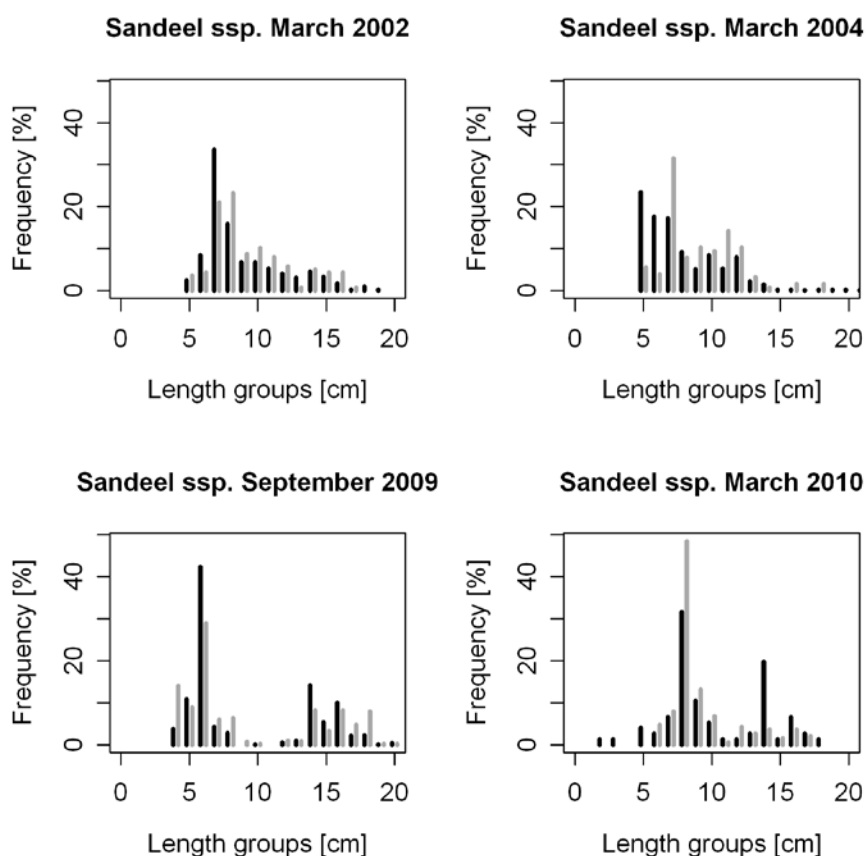 Sandeel ssp. March 2002
Frequency [%]
0 20 40
0 5 10 15 20
Length groups [cm]
Sandeel ssp. March 2004
Frequency [%]
0 20 40
0 5 10 15 20
Length groups [cm]
Sandeel ssp. September 2009
Frequency [%]
0 20 40
0 5 10 15 20
Length groups [cm]
Sandeel ssp. March 2010
Frequency [%]
0 20 40
0 5 10 15 20
Length groups [cm]